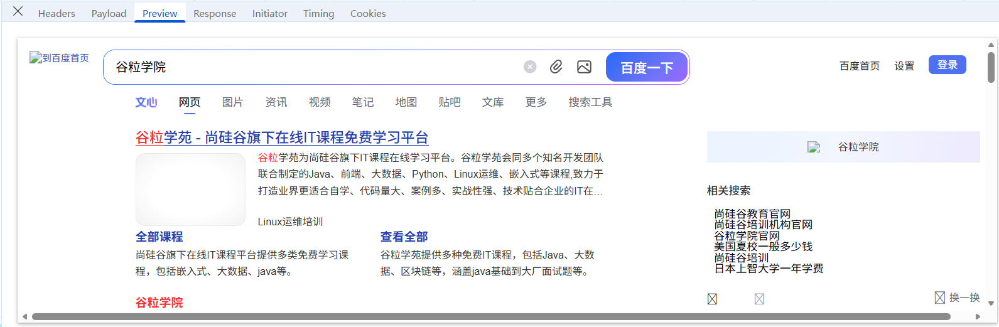 Headers Payload Preview Response Initiator Timing Cookies
到百度首页
谷粒学院
百度一下
百度首页 设置 登录
文心 网页 图片 资讯 视频 笔记 地图 贴吧 文库 更多 搜索工具
谷粒学苑 - 尚硅谷旗下在线IT课程免费学习平台
谷粒学苑为尚硅谷旗下IT课程在线学习平台。谷粒学苑会同多个知名开发团队
联合制定的Java、前端、大数据、Python、Linux运维、嵌入式等课程,致力于
打造业界更适合自学、代码量大、案例多、实战性强、技术贴合企业的IT在...
Linux运维培训
全部课程
尚硅谷旗下在线IT课程平台提供多类免费学习课
程，包括嵌入式、大数据、java等。
查看全部
谷粒学苑提供多种免费IT课程，包括Java、大数
据、区块链等，涵盖java基础到大厂面试题等。
谷粒学院
谷粒学院
相关搜索
尚硅谷教育官网
尚硅谷培训机构官网
谷粒学院官网
美国夏校一般多少钱
尚硅谷培训
日本上智大学一年学费
换一换